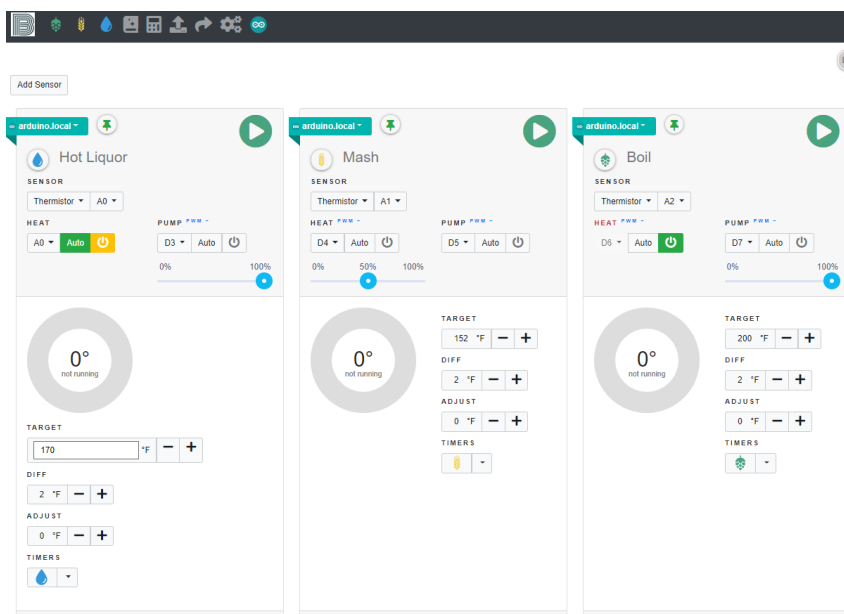 Add Sensor
arduino.local
Hot Liquor
SENSOR
Thermistor A0
HEAT
A0 Auto
PUMP PWM ~
D3 Auto
0% 100%
0°
not running
TARGET
170 °F
DIFF
2 °F
ADJUST
0 °F
TIMERS
arduino.local
Mash
SENSOR
Thermistor A1
HEAT PWM ~
D4 Auto
0% 50% 100%
PUMP PWM ~
D5 Auto
0°
not running
TARGET
152 °F
DIFF
2 °F
ADJUST
0 °F
TIMERS
arduino.local
Boil
SENSOR
Thermistor A2
HEAT PWM ~
D6 Auto
PUMP PWM ~
D7 Auto
0% 100%
0°
not running
TARGET
200 °F
DIFF
2 °F
ADJUST
0 °F
TIMERS